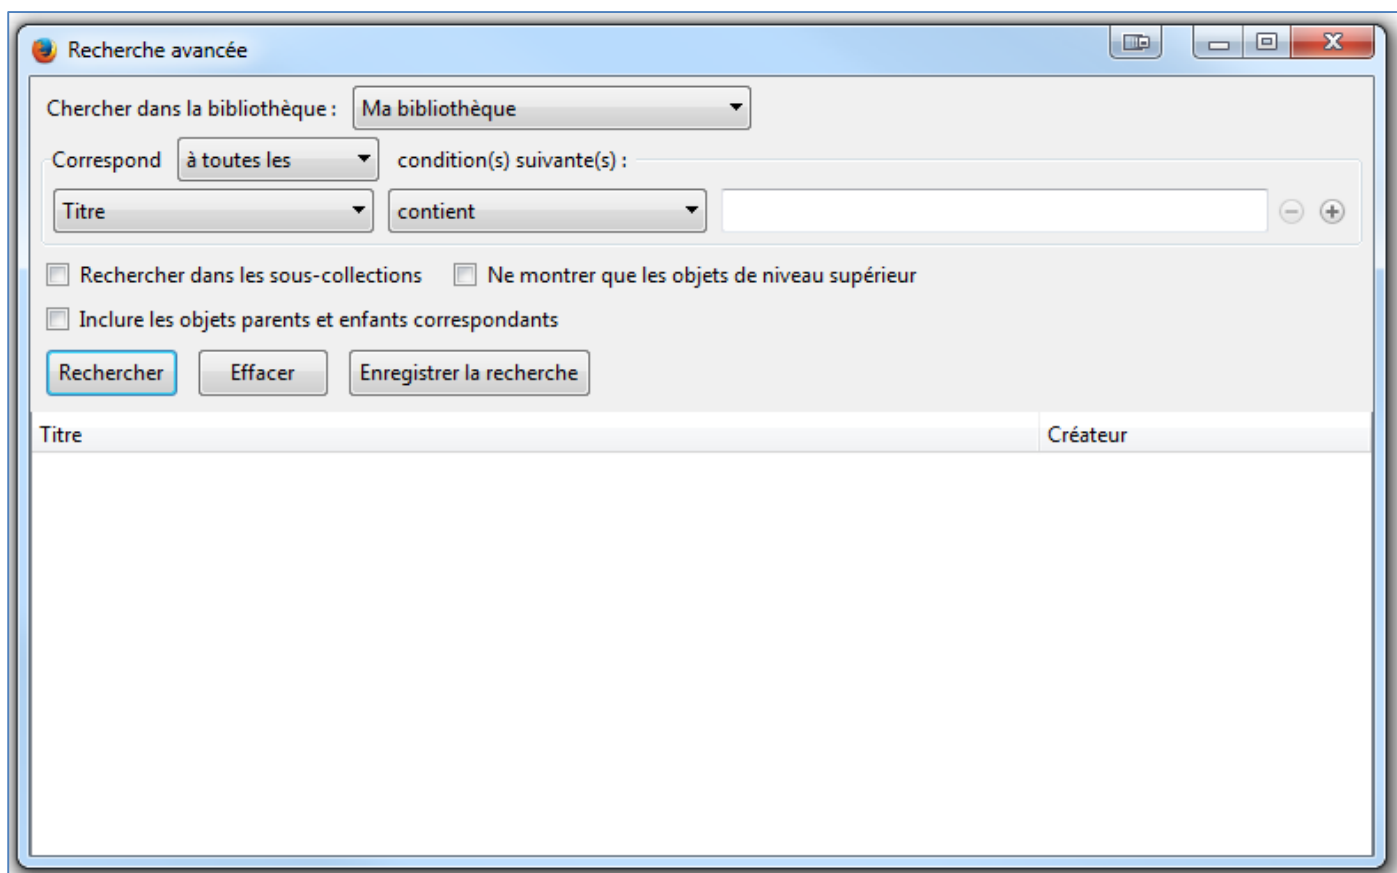 Recherche avancée
Chercher dans la bibliothèque : Ma bibliothèque
Correspond à toutes les condition(s) suivante(s) :
Titre contient
Rechercher dans les sous-collections Ne montrer que les objets de niveau supérieur
Inclure les objets parents et enfants correspondants
Rechercher Effacer Enregistrer la recherche
Titre Créateur